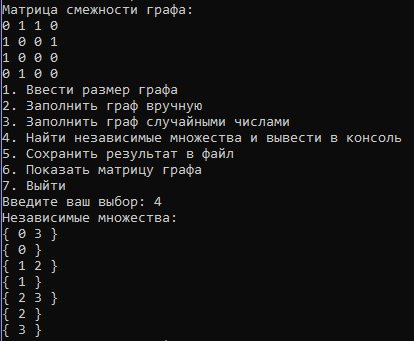 Матрица смежности графа:
0 1 1 0
1 0 0 1
1 0 0 0
0 1 0 0
1. Ввести размер графа
2. Заполнить граф вручную
3. Заполнить граф случайными числами
4. Найти независимые множества и вывести в консоль
5. Сохранить результат в файл
6. Показать матрицу графа
7. Выйти
Введите ваш выбор: 4
Независимые множества:
{ 0 3 }
{ 0 }
{ 1 2 }
{ 1 }
{ 2 3 }
{ 2 }
{ 3 }